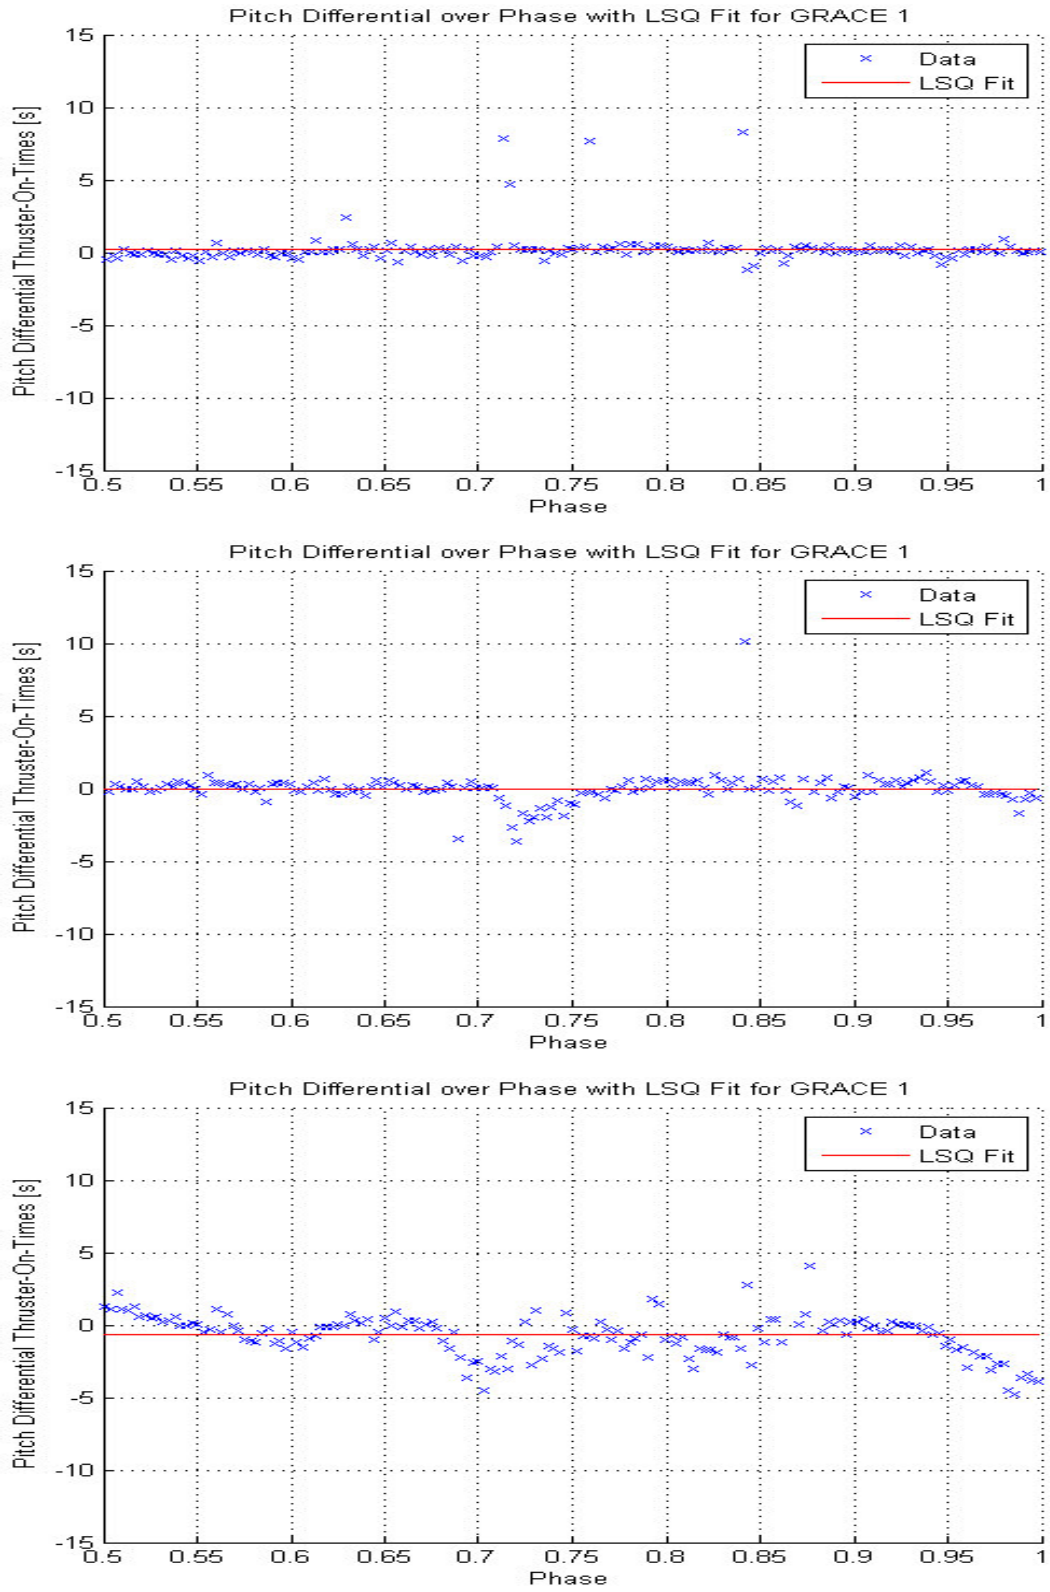 Pitch Differential over Phase with LSQ Fit for GRACE 1
15
Data
LSQ Fit
10
5
0
-5
-10
-15
Pitch Differential Thruster-On-Times [s]
0.5 0.55 0.6 0.65 0.7 0.75 0.8 0.85 0.9 0.95 1
Phase
Pitch Differential over Phase with LSQ Fit for GRACE 1
15
Data
LSQ Fit
10
5
0
-5
-10
-15
Pitch Differential Thruster-On-Times [s]
0.5 0.55 0.6 0.65 0.7 0.75 0.8 0.85 0.9 0.95 1
Phase
Pitch Differential over Phase with LSQ Fit for GRACE 1
15
Data
LSQ Fit
10
5
0
-5
-10
-15
Pitch Differential Thruster-On-Times [s]
0.5 0.55 0.6 0.65 0.7 0.75 0.8 0.85 0.9 0.95 1
Phase